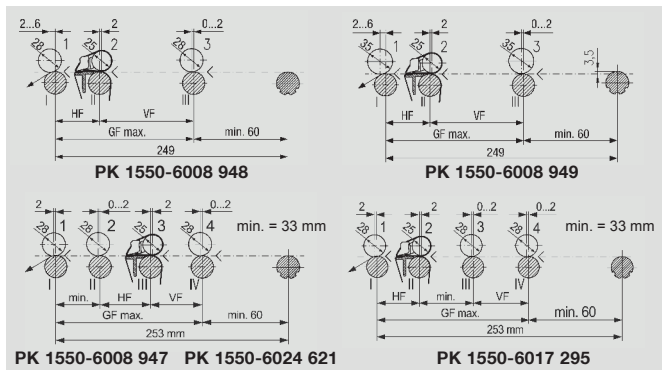 2...6 2 0...2
28 1 25 2 28 3
I II III
HF VF
GF max. min. 60
249
PK 1550-6008 948
2...6 2 0...2
35 1 25 2 35 3 3,5
I II III
HF VF
GF max. min. 60
249
PK 1550-6008 949
2 0...2 2 0...2
28 1 28 2 25 3 28 4 min. = 33 mm
I II III IV
min. HF VF
GF max. min. 60
253 mm
PK 1550-6008 947 PK 1550-6024 621
2 2 0...2 0...2
28 1 25 2 28 3 28 4 min. = 33 mm
I II III IV
HF min. VF
GF max. min. 60
253 mm
PK 1550-6017 295